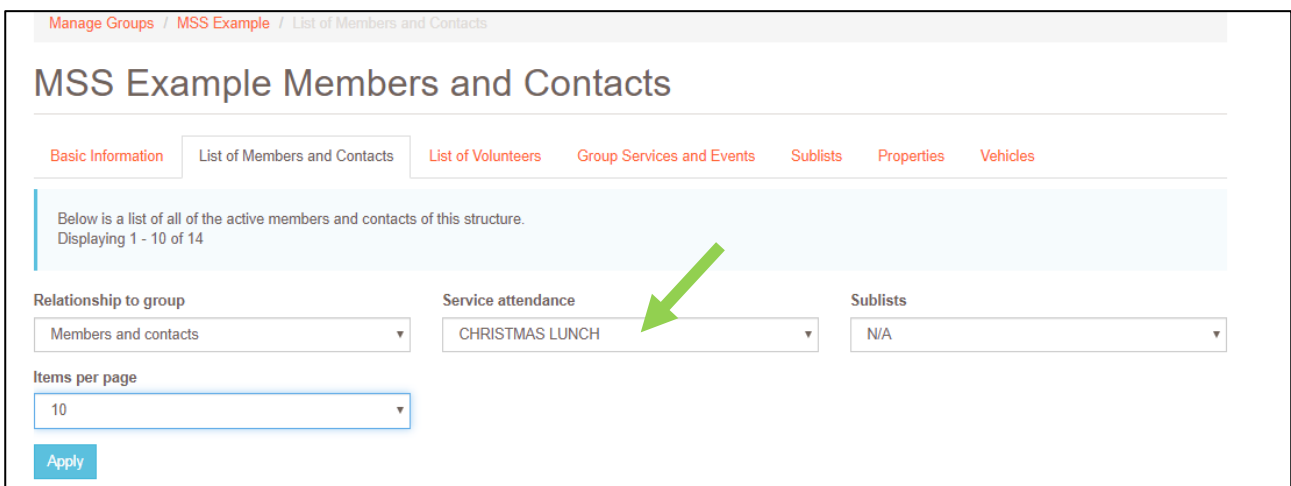 Manage Groups / MSS Example / List of Members and Contacts
MSS Example Members and Contacts
Basic Information List of Members and Contacts List of Volunteers Group Services and Events Sublists Properties Vehicles
Below is a list of all of the active members and contacts of this structure.
Displaying 1 - 10 of 14
Relationship to group Service attendance Sublists
Members and contacts CHRISTMAS LUNCH N/A
Items per page
10
Apply